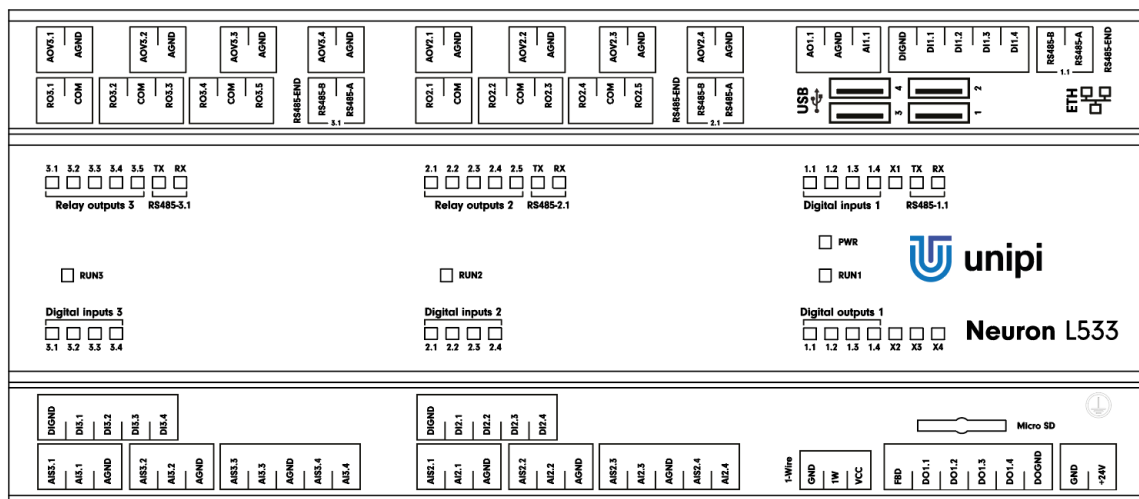 AOV3.1 AGND AOV3.2 AGND AOV3.3 AGND AOV3.4 AGND AOV2.1 AGND AOV2.2 AGND AOV2.3 AGND AOV2.4 AGND AO1.1 AGND AI1.1 DIGND DI1.1 DI1.2 DI1.3 DI1.4 RS485-B RS485-A RS485-END
1.1
RO3.1 COM RO3.2 COM RO3.3 RO3.4 COM RO3.5 RS485-END RS485-B RS485-A RO2.1 COM RO2.2 COM RO2.3 RO2.4 COM RO2.5 RS485-END RS485-B RS485-A USB 4 3 2 1 ETH
3.1 2.1
3.1 3.2 3.3 3.4 3.5 TX RX 2.1 2.2 2.3 2.4 2.5 TX RX 1.1 1.2 1.3 1.4 X1 TX RX
Relay outputs 3 RS485-3.1 Relay outputs 2 RS485-2.1 Digital inputs 1 RS485-1.1
PWR
unipi
RUN3 RUN2 RUN1
Digital inputs 3 Digital inputs 2 Digital outputs 1
Neuron L533
3.1 3.2 3.3 3.4 2.1 2.2 2.3 2.4 1.1 1.2 1.3 1.4 X2 X3 X4
DIGND DI3.1 DI3.2 DI3.3 DI3.4 DIGND DI2.1 DI2.2 DI2.3 DI2.4
Micro SD
AIS3.1 AI3.1 AGND AIS3.2 AI3.2 AGND AIS3.3 AI3.3 AGND AIS3.4 AI3.4 AIS2.1 AI2.1 AGND AIS2.2 AI2.2 AGND AIS2.3 AI2.3 AGND AIS2.4 AI2.4 1-Wire GND 1W VCC FBD DO1.1 DO1.2 DO1.3 DO1.4 DOGND GND +24V